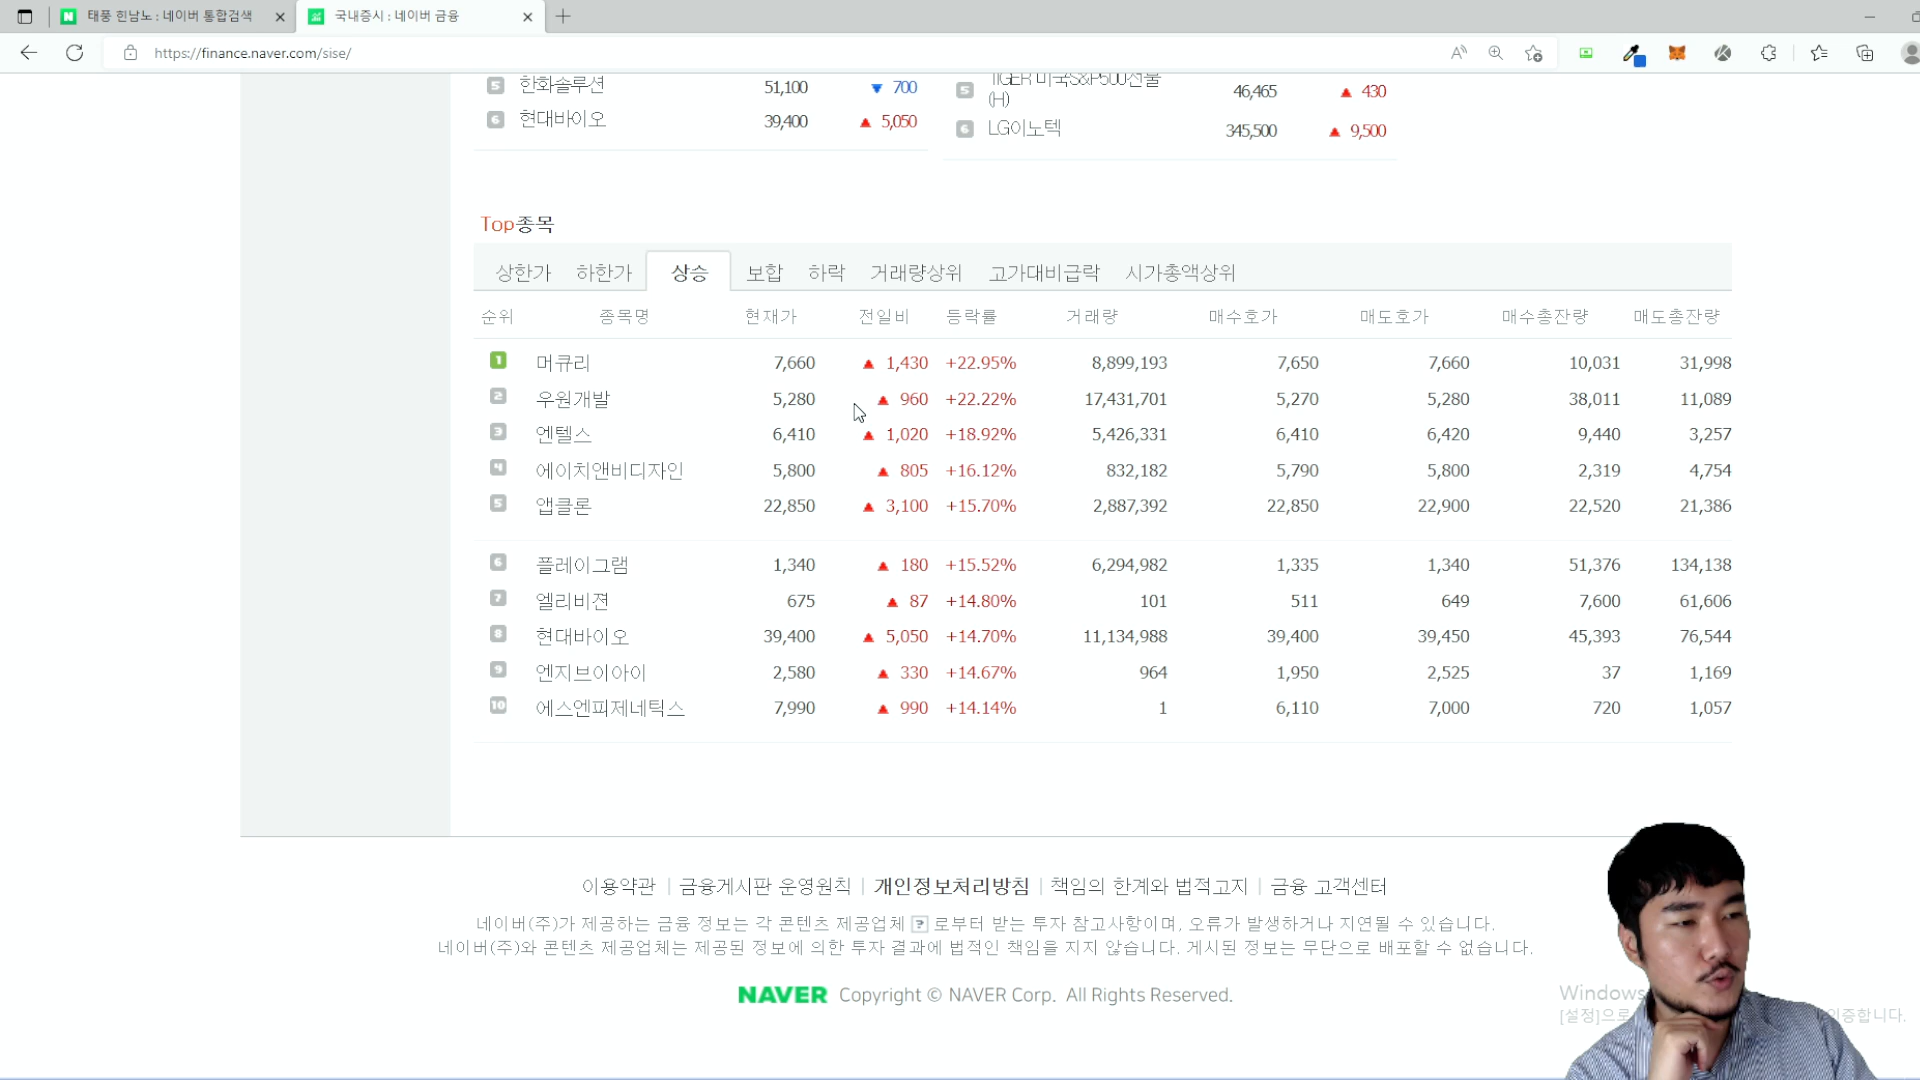 태풍 힌남노 : 네이버 통합검색
국내증시 : 네이버 금융
https://finance.naver.com/sise/
5 한화솔루션 51,100 ▼ 700
6 현대바이오 39,400 ▲ 5,050
5 TIGER 미국S&P500선물
(H) 46,465 ▲ 430
6 LG이노텍 345,500 ▲ 9,500
Top종목
상한가 하한가 상승 보합 하락 거래량상위 고가대비급락 시가총액상위
순위 종목명 현재가 전일비 등락률 거래량 매수호가 매도호가 매수총잔량 매도총잔량
1 머큐리 7,660 ▲ 1,430 +22.95% 8,899,193 7,650 7,660 10,031 31,998
2 우원개발 5,280 ▲ 960 +22.22% 17,431,701 5,270 5,280 38,011 11,089
3 엔텔스 6,410 ▲ 1,020 +18.92% 5,426,331 6,410 6,420 9,440 3,257
4 에이치앤비디자인 5,800 ▲ 805 +16.12% 832,182 5,790 5,800 2,319 4,754
5 앱클론 22,850 ▲ 3,100 +15.70% 2,887,392 22,850 22,900 22,520 21,386
6 플레이그램 1,340 ▲ 180 +15.52% 6,294,982 1,335 1,340 51,376 134,138
7 엘리비젼 675 ▲ 87 +14.80% 101 511 649 7,600 61,606
8 현대바이오 39,400 ▲ 5,050 +14.70% 11,134,988 39,400 39,450 45,393 76,544
9 엔지브이아이 2,580 ▲ 330 +14.67% 964 1,950 2,525 37 1,169
10 에스엔피제네틱스 7,990 ▲ 990 +14.14% 1 6,110 7,000 720 1,057
이용약관 | 금융게시판 운영원칙 | 개인정보처리방침 | 책임의 한계와 법적고지 | 금융 고객센터
네이버(주)가 제공하는 금융 정보는 각 콘텐츠 제공업체 ? 로부터 받는 투자 참고사항이며, 오류가 발생하거나 지연될 수 있습니다.
네이버(주)와 콘텐츠 제공업체는 제공된 정보에 의한 투자 결과에 법적인 책임을 지지 않습니다. 게시된 정보는 무단으로 배포할 수 없습니다.
NAVER Copyright © NAVER Corp. All Rights Reserved.
Windows
[설정]으로 인증합니다.